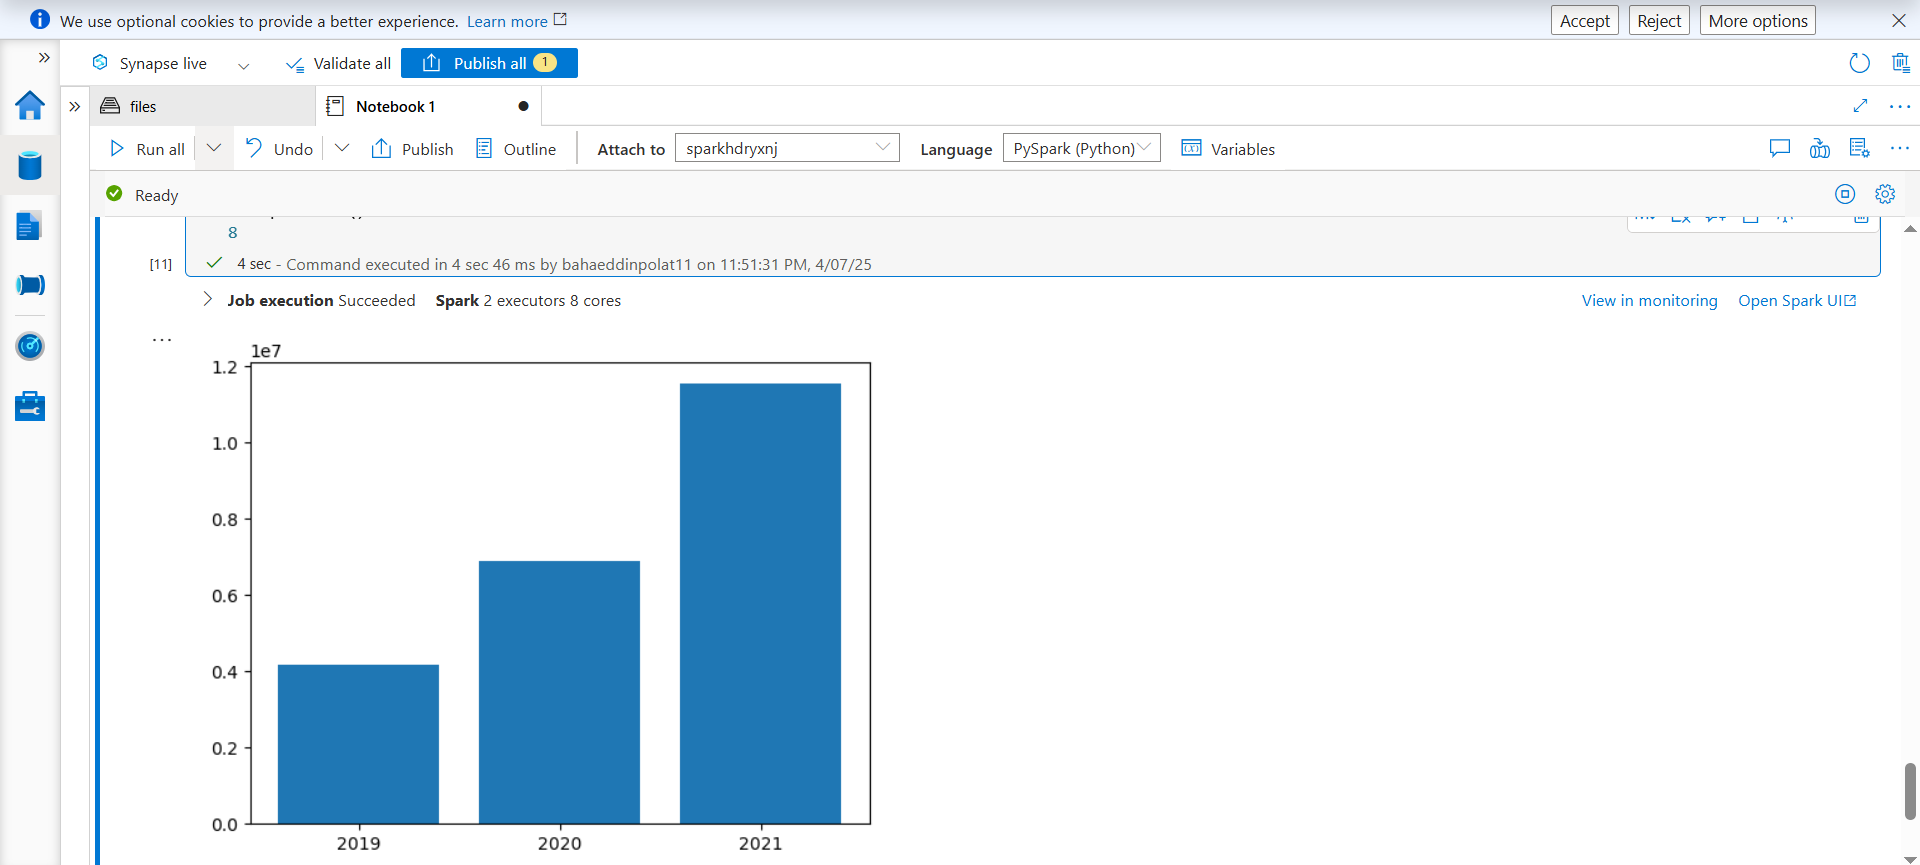 We use optional cookies to provide a better experience. Learn more
Accept Reject More options
Synapse live Validate all Publish all 1
files Notebook 1
Run all Undo Publish Outline Attach to sparkhdryxnj Language PySpark (Python) Variables
Ready
8
[11] 4 sec - Command executed in 4 sec 46 ms by bahaeddinpolat11 on 11:51:31 PM, 4/07/25
Job execution Succeeded Spark 2 executors 8 cores View in monitoring Open Spark UI
1e7
1.2
1.0
0.8
0.6
0.4
0.2
0.0
2019 2020 2021